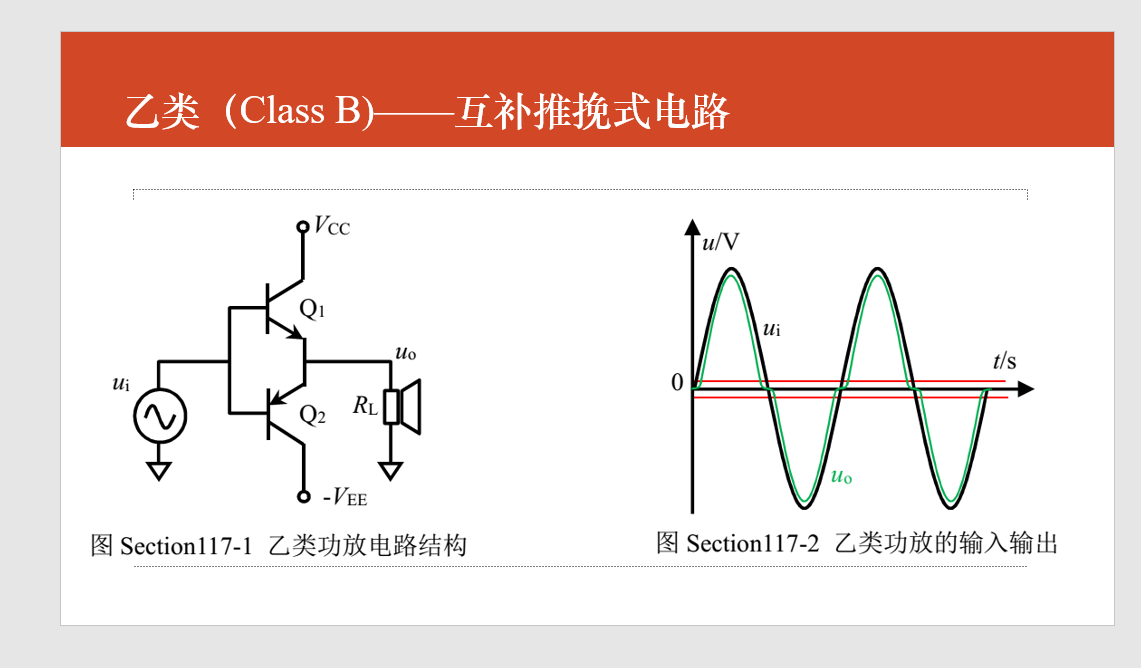 乙类（Class B)——互补推挽式电路
VCC
Q1
uo
ui
RL
Q2
-VEE
图 Section117-1 乙类功放电路结构
u/V
ui
t/s
0
uo
图 Section117-2 乙类功放的输入输出